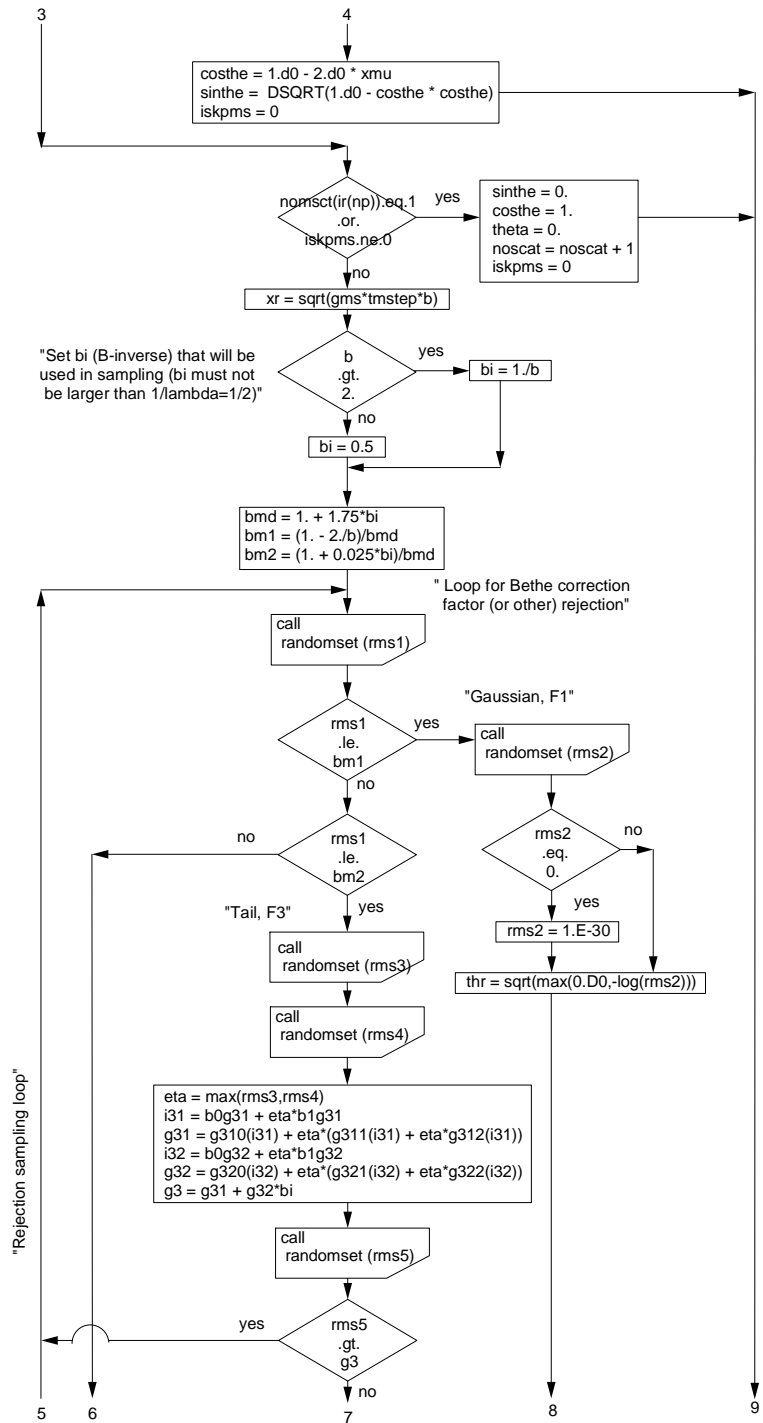 3
4
costhe = 1.d0 - 2.d0 * xmu
sinthe = DSQRT(1.d0 - costhe * costhe)
iskpms = 0
nomsct(ir(np)).eq.1
.or.
iskpms.ne.0
yes
sinthe = 0.
costhe = 1.
theta = 0.
noscat = noscat + 1
iskpms = 0
no
xr = sqrt(gms*tmstep*b)
"Set bi (B-inverse) that will be
used in sampling (bi must not
be larger than 1/lambda=1/2)"
b
.gt.
2.
yes
bi = 1./b
no
bi = 0.5
bmd = 1. + 1.75*bi
bm1 = (1. - 2./b)/bmd
bm2 = (1. + 0.025*bi)/bmd
" Loop for Bethe correction
factor (or other) rejection"
call
randomset (rms1)
"Gaussian, F1"
rms1
.le.
bm1
yes
call
randomset (rms2)
no
rms1
.le.
bm2
no
rms2
.eq.
0.
no
yes
"Tail, F3"
yes
rms2 = 1.E-30
call
randomset (rms3)
thr = sqrt(max(0.D0,-log(rms2)))
call
randomset (rms4)
"Rejection sampling loop"
eta = max(rms3,rms4)
i31 = b0g31 + eta*b1g31
g31 = g310(i31) + eta*(g311(i31) + eta*g312(i31))
i32 = b0g32 + eta*b1g32
g32 = g320(i32) + eta*(g321(i32) + eta*g322(i32))
g3 = g31 + g32*bi
call
randomset (rms5)
yes
rms5
.gt.
g3
no
5
6
7
8
9